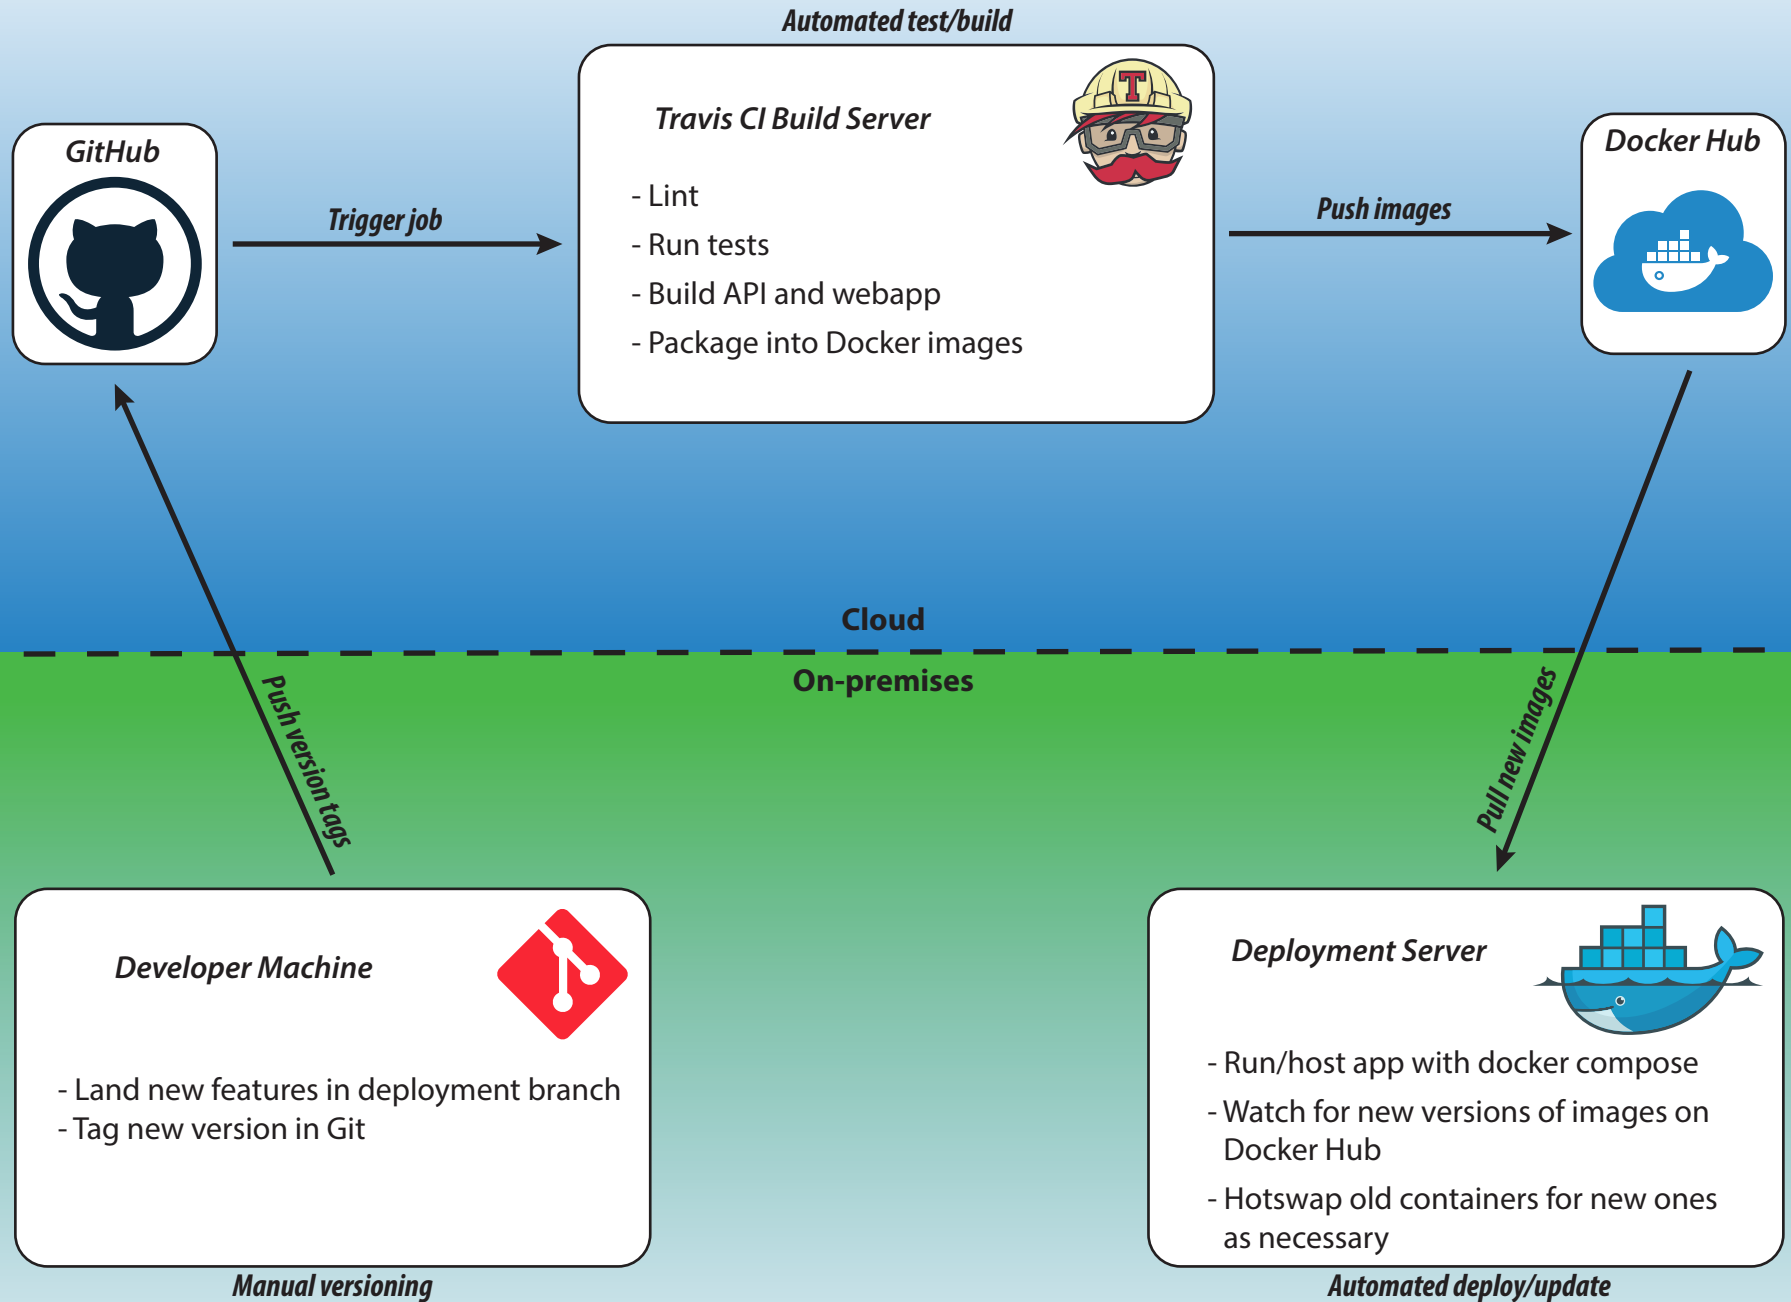 Automated test/build
Travis CI Build Server
T
- Lint
- Run tests
- Build API and webapp
- Package into Docker images
GitHub
Trigger job
Push images
Docker Hub
Cloud
On-premises
Push version tags
Pull new images
Developer Machine
- Land new features in deployment branch
- Tag new version in Git
Manual versioning
Deployment Server
- Run/host app with docker compose
- Watch for new versions of images on
Docker Hub
- Hotswap old containers for new ones
as necessary
Automated deploy/update